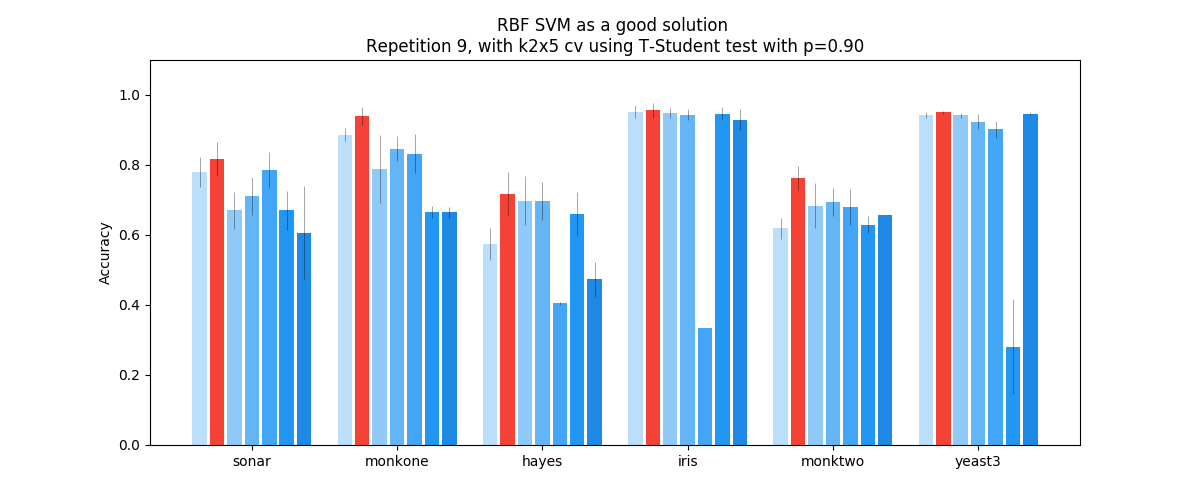 RBF SVM as a good solution
Repetition 9, with k2x5 cv using T-Student test with p=0.90
Accuracy
1.0
0.8
0.6
0.4
0.2
0.0
sonar monkone hayes iris monktwo yeast3